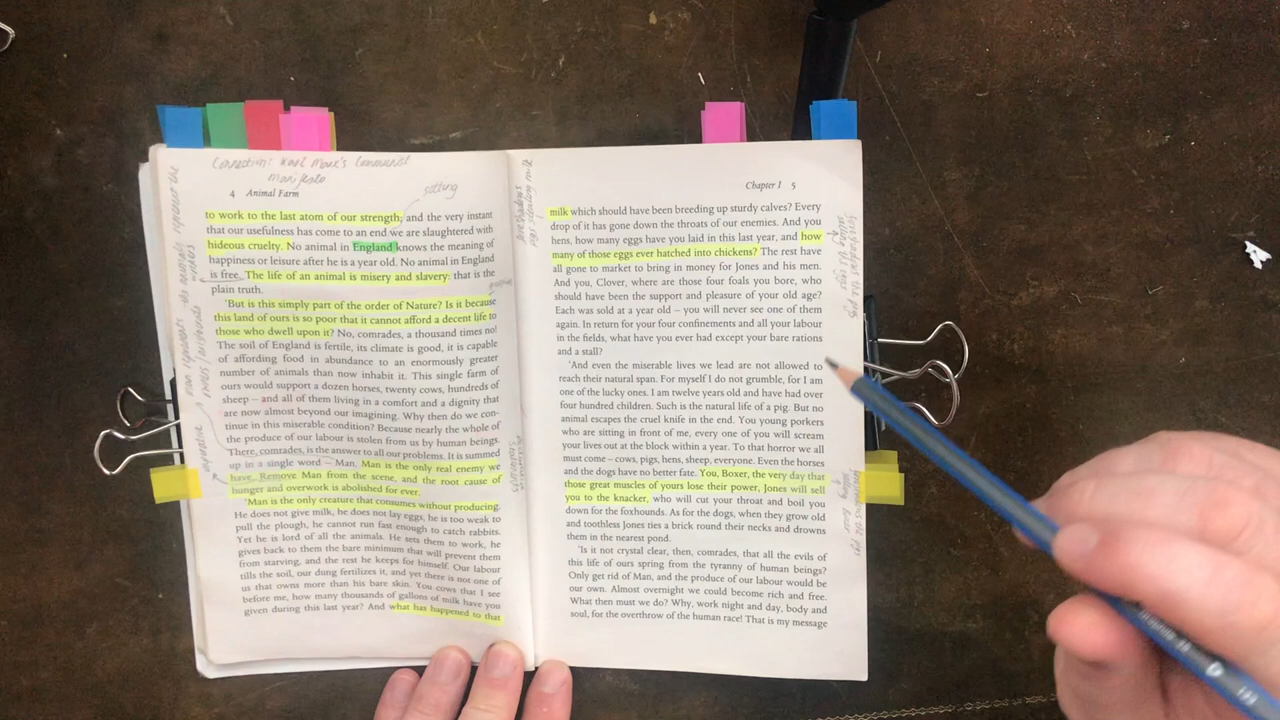 Connection: Karl Marx's Communist
manifesto
setting
4 Animal Farm
to work to the last atom of our strength; and the very instant
that our usefulness has come to an end we are slaughtered with
hideous cruelty. No animal in England knows the meaning of
happiness or leisure after he is a year old. No animal in England
is free. The life of an animal is misery and slavery: that is the
plain truth.
'But is this simply part of the order of Nature? Is it because
this land of ours is so poor that it cannot afford a decent life to
those who dwell upon it? No, comrades, a thousand times no!
The soil of England is fertile, its climate is good, it is capable
of affording food in abundance to an enormously greater
number of animals than now inhabit it. This single farm of
ours would support a dozen horses, twenty cows, hundreds of
sheep – and all of them living in a comfort and a dignity that
are now almost beyond our imagining. Why then do we con-
tinue in this miserable condition? Because nearly the whole of
the produce of our labour is stolen from us by human beings.
There, comrades, is the answer to all our problems. It is summed
up in a single word – Man. Man is the only real enemy we
have. Remove Man from the scene, and the root cause of
hunger and overwork is abolished for ever.
'Man is the only creature that consumes without producing.
He does not give milk, he does not lay eggs, he is too weak to
pull the plough, he cannot run fast enough to catch rabbits.
Yet he is lord of all the animals. He sets them to work, he
gives back to them the bare minimum that will prevent them
from starving, and the rest he keeps for himself. Our labour
tills the soil, our dung fertilizes it, and yet there is not one of
us that owns more than his bare skin. You cows that I see
before me, how many thousands of gallons of milk have you
given during this last year? And what has happened to that
Chapter I 5
milk which should have been breeding up sturdy calves? Every
drop of it has gone down the throats of our enemies. And you
hens, how many eggs have you laid in this last year, and how
many of those eggs ever hatched into chickens? The rest have
all gone to market to bring in money for Jones and his men.
And you, Clover, where are those four foals you bore, who
should have been the support and pleasure of your old age?
Each was sold at a year old – you will never see one of them
again. In return for your four confinements and all your labour
in the fields, what have you ever had except your bare rations
and a stall?
'And even the miserable lives we lead are not allowed to
reach their natural span. For myself I do not grumble, for I am
one of the lucky ones. I am twelve years old and have had over
four hundred children. Such is the natural life of a pig. But no
animal escapes the cruel knife in the end. You young porkers
who are sitting in front of me, every one of you will scream
your lives out at the block within a year. To that horror we all
must come – cows, pigs, hens, sheep, everyone. Even the horses
and the dogs have no better fate. You, Boxer, the very day that
those great muscles of yours lose their power, Jones will sell
you to the knacker, who will cut your throat and boil you
down for the foxhounds. As for the dogs, when they grow old
and toothless Jones ties a brick round their necks and drowns
them in the nearest pond.
'Is it not crystal clear, then, comrades, that all the evils of
this life of ours spring from the tyranny of human beings?
Only get rid of Man, and the produce of our labour would be
our own. Almost overnight we could become rich and free.
What then must we do? Why, work night and day, body and
soul, for the overthrow of the human race! That is my message
foreshadows
pigs stealing milk
foreshadows the pigs
selling the eggs
foreshadows the pigs
selling Boxer